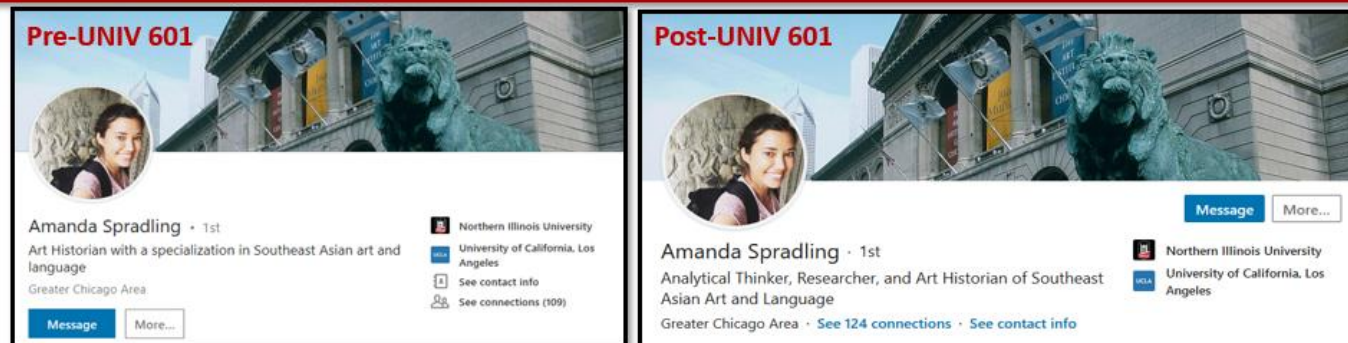 Pre-UNIV 601
Amanda Spradling · 1st
Art Historian with a specialization in Southeast Asian art and
language
Greater Chicago Area
Message
More...
Northern Illinois University
UCLA
University of California, Los
Angeles
See contact info
See connections (109)
Post-UNIV 601
Message
More...
Amanda Spradling · 1st
Analytical Thinker, Researcher, and Art Historian of Southeast
Asian Art and Language
Greater Chicago Area · See 124 connections · See contact info
Northern Illinois University
UCLA
University of California, Los
Angeles